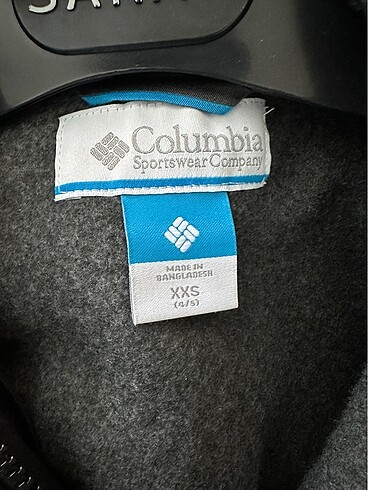 Columbia
Sportswear Company
MADE IN
BANGLADESH
XXS
(4/5)